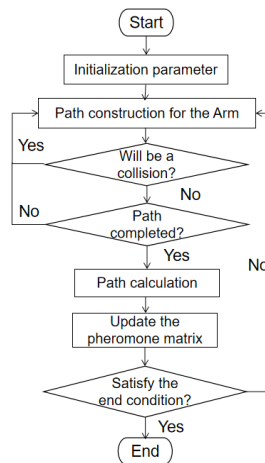 Start
Initialization parameter
Path construction for the Arm
Yes
Will be a
collision?
No
No
Path
completed?
Yes
Path calculation
No
Update the
pheromone matrix
Satisfy the
end condition?
Yes
End